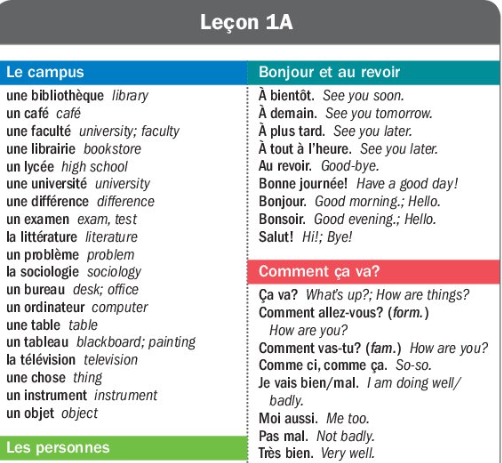 Leçon 1A
Le campus
une bibliothèque library
un café café
une faculté university; faculty
une librairie bookstore
un lycée high school
une université university
une différence difference
un examen exam, test
la littérature literature
un problème problem
la sociologie sociology
un bureau desk; office
un ordinateur computer
une table table
un tableau blackboard; painting
la télévision television
une chose thing
un instrument instrument
un objet object
Les personnes
Bonjour et au revoir
À bientôt. See you soon.
À demain. See you tomorrow.
À plus tard. See you later.
À tout à l'heure. See you later.
Au revoir. Good-bye.
Bonne journée! Have a good day!
Bonjour. Good morning.; Hello.
Bonsoir. Good evening.; Hello.
Salut! Hi!; Bye!
Comment ça va?
Ça va? What's up?; How are things?
Comment allez-vous? (form.)
How are you?
Comment vas-tu? (fam.) How are you?
Comme ci, comme ça. So-so.
Je vais bien/mal. I am doing well/
badly.
Moi aussi. Me too.
Pas mal. Not badly.
Très bien. Very well.